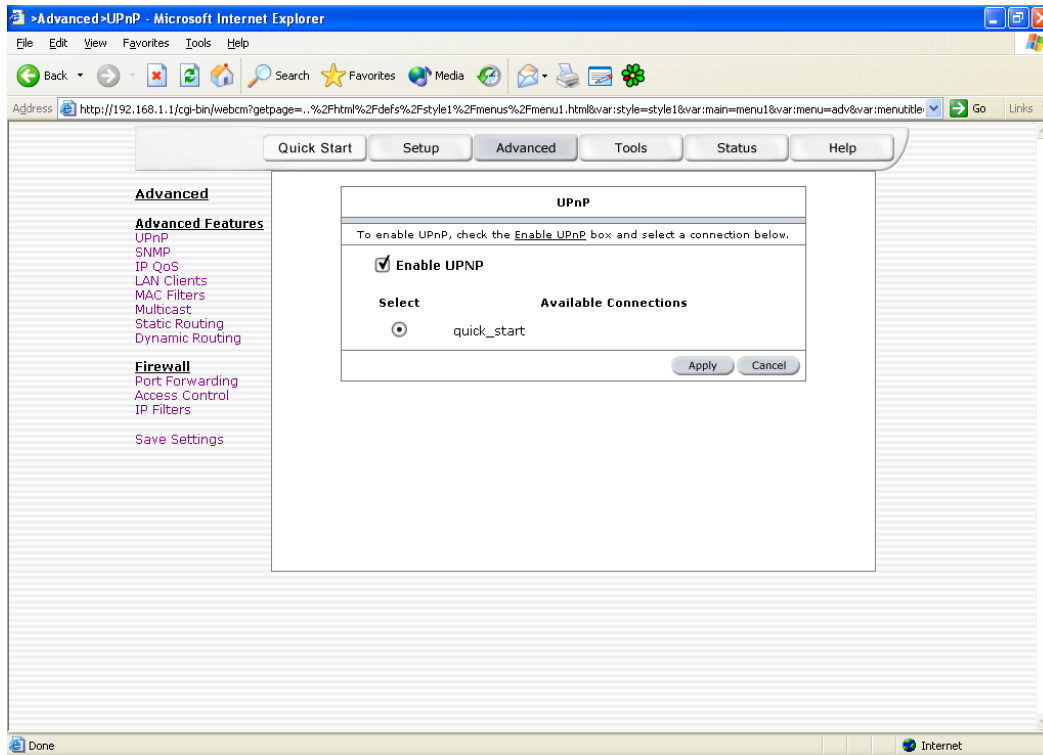 >Advanced>UPnP - Microsoft Internet Explorer
File Edit View Favorites Tools Help
Back Search Favorites Media
Address http://192.168.1.1/cgi-bin/webcm?getpage=..%2Fhtml%2Fdefs%2Fstyle1%2Fmenus%2Fmenu1.html&var:style=style1&var:main=menu1&var:menu=adv&var:menutitle Go Links
Quick Start Setup Advanced Tools Status Help
Advanced
Advanced Features
UPnP
SNMP
IP QoS
LAN Clients
MAC Filters
Multicast
Static Routing
Dynamic Routing
Firewall
Port Forwarding
Access Control
IP Filters
Save Settings
UPnP
To enable UPnP, check the Enable UPnP box and select a connection below.
Enable UPNP
Select Available Connections
quick_start
Apply Cancel
Done Internet